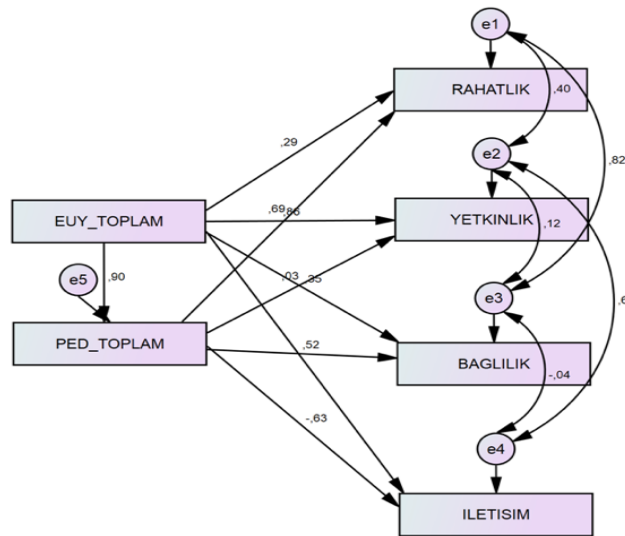 e1
RAHATLIK
,40
,29
e2
,82
,69
,86
EUY_TOPLAM
YETKINLIK
,12
e5
,90
,03
,35
e3
,6
PED_TOPLAM
,52
BAGLILIK
-,04
-,63
e4
ILETISIM